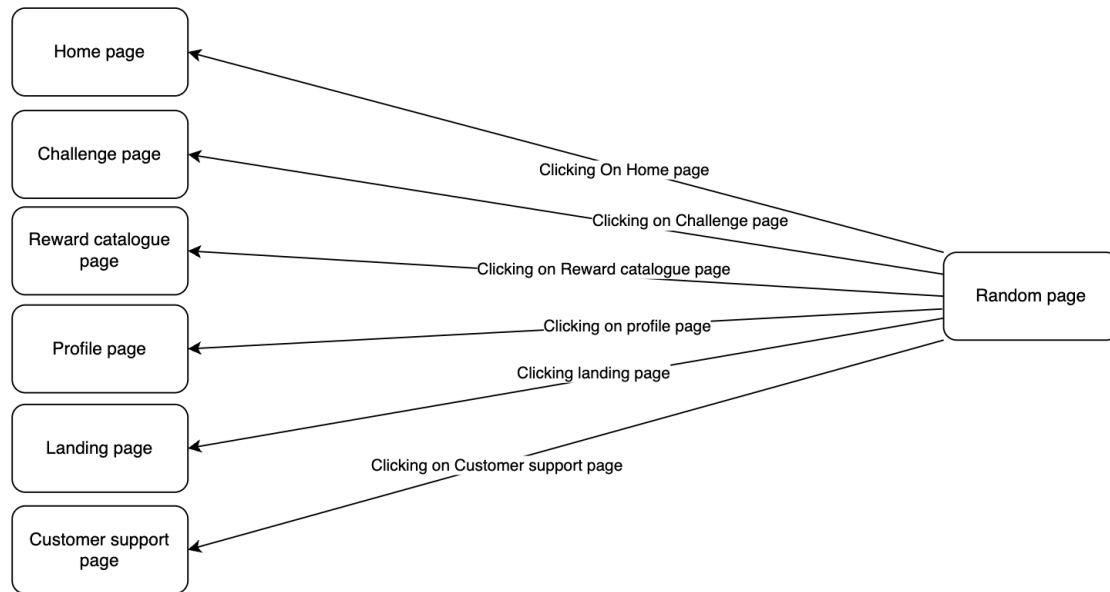 Home page
Challenge page
Reward catalogue
page
Profile page
Landing page
Customer support
page
Clicking On Home page
Clicking on Challenge page
Clicking on Reward catalogue page
Clicking on profile page
Clicking landing page
Clicking on Customer support page
Random page